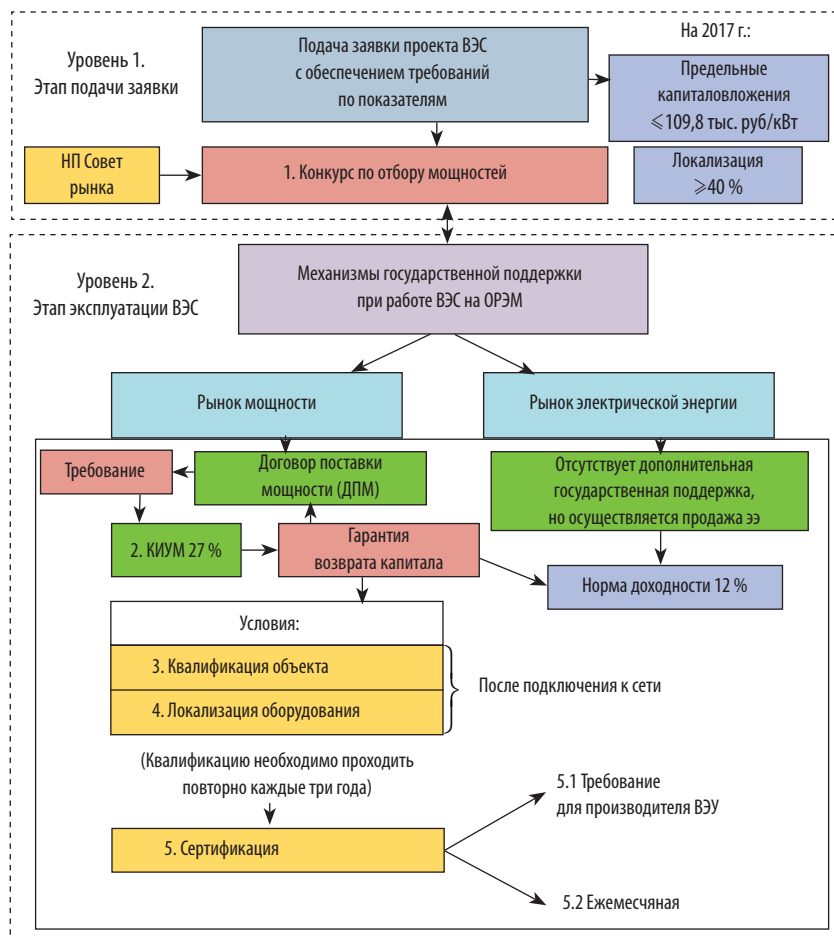 Уровень 1.
Этап подачи заявки
Подача заявки проекта ВЭС
с обеспечением требований
по показателям
На 2017 г.:
Предельные
капиталовложения
⩽109,8 тыс. руб/кВт
НП Совет
рынка
1. Конкурс по отбору мощностей
Локализация
⩾40 %
Уровень 2.
Этап эксплуатации ВЭС
Механизмы государственной поддержки
при работе ВЭС на ОРЭМ
Рынок мощности
Рынок электрической энергии
Требование
Договор поставки
мощности (ДПМ)
Отсутствует дополнительная
государственная поддержка,
но осуществляется продажа ээ
2. КИУМ 27 %
Гарантия
возврата капитала
Норма доходности 12 %
Условия:
3. Квалификация объекта
4. Локализация оборудования
После подключения к сети
(Квалификацию необходимо проходить
повторно каждые три года)
5. Сертификация
5.1 Требование
для производителя ВЭУ
5.2 Ежемесячная